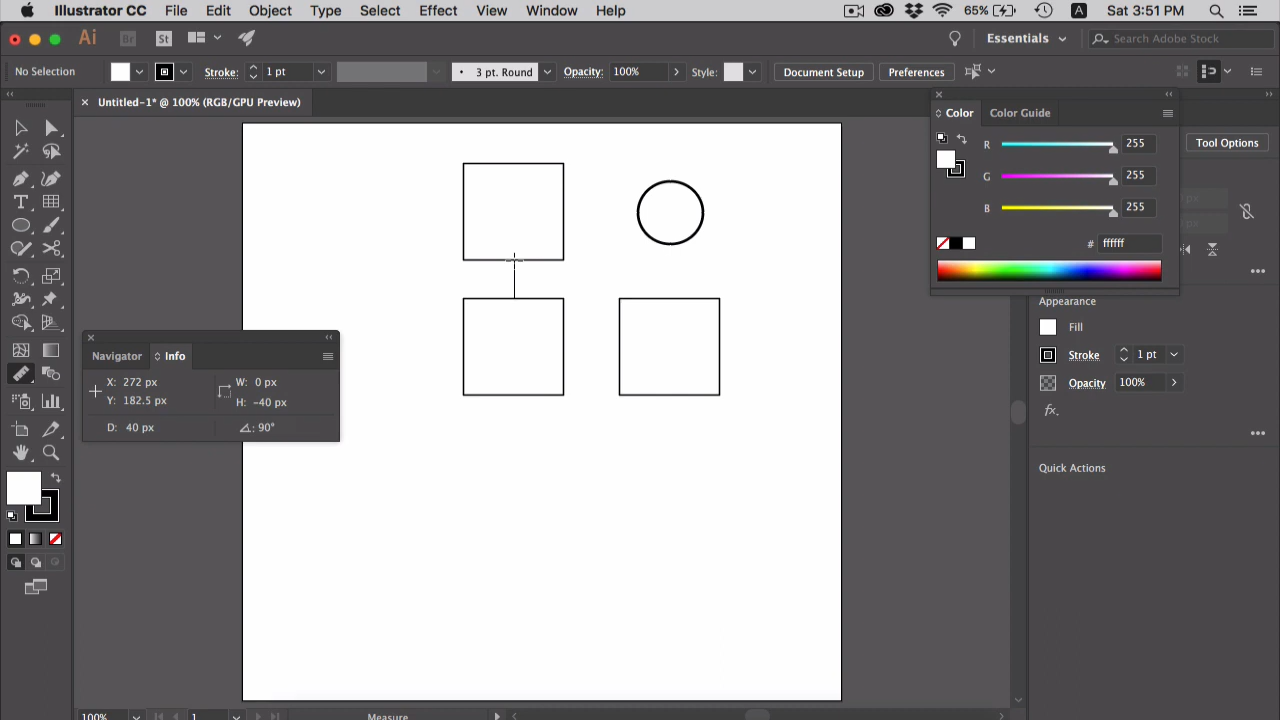 Illustrator CC File Edit Object Type Select Effect View Window Help 65% A Sat 3:51 PM
Ai Br St Essentials Search Adobe Stock
No Selection Stroke: 1 pt 3 pt. Round Opacity: 100% Style: Document Setup Preferences
Untitled-1* @ 100% (RGB/GPU Preview)
Color Color Guide
R 255
Tool Options
G 255
B 255
# ffffff
Appearance
Fill
Stroke 1 pt
Opacity 100%
fx.
Quick Actions
Navigator Info
X: 272 px W: 0 px
Y: 182.5 px H: -40 px
D: 40 px : 90°
100% 1 Measure